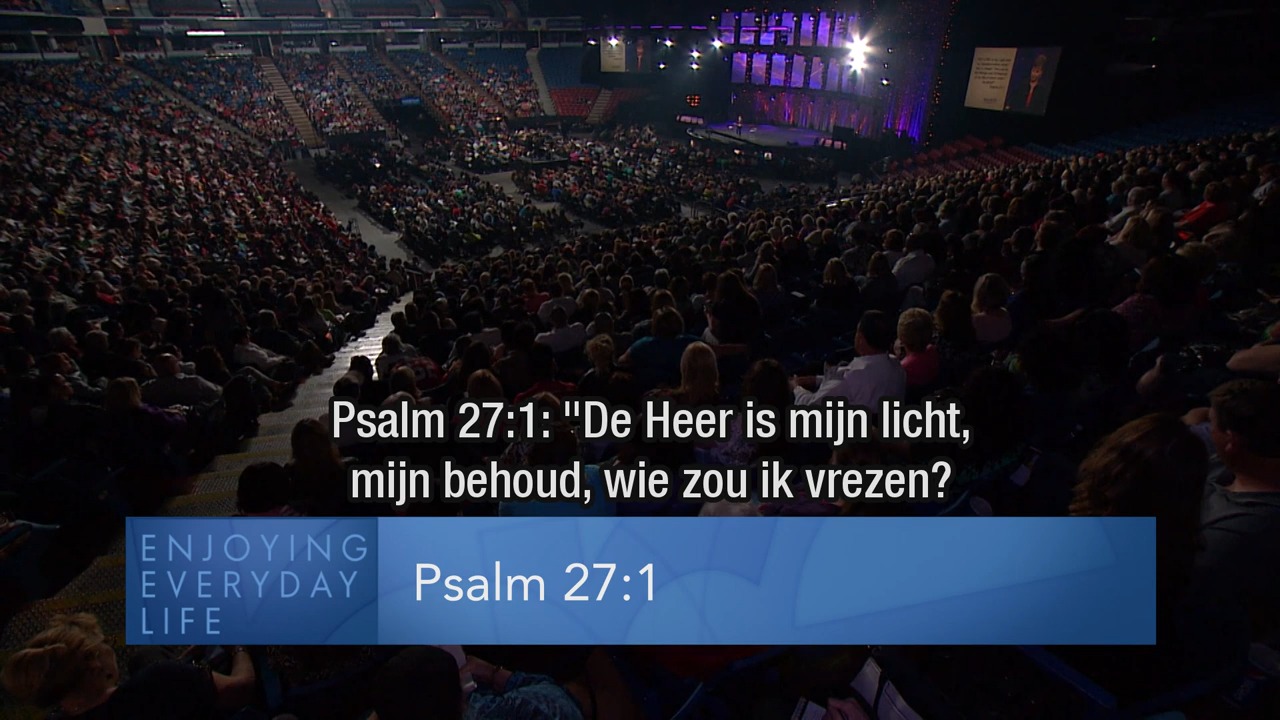 Psalm 27:1: "De Heer is mijn licht,
mijn behoud, wie zou ik vrezen?
ENJOYING
EVERYDAY
LIFE
Psalm 27:1